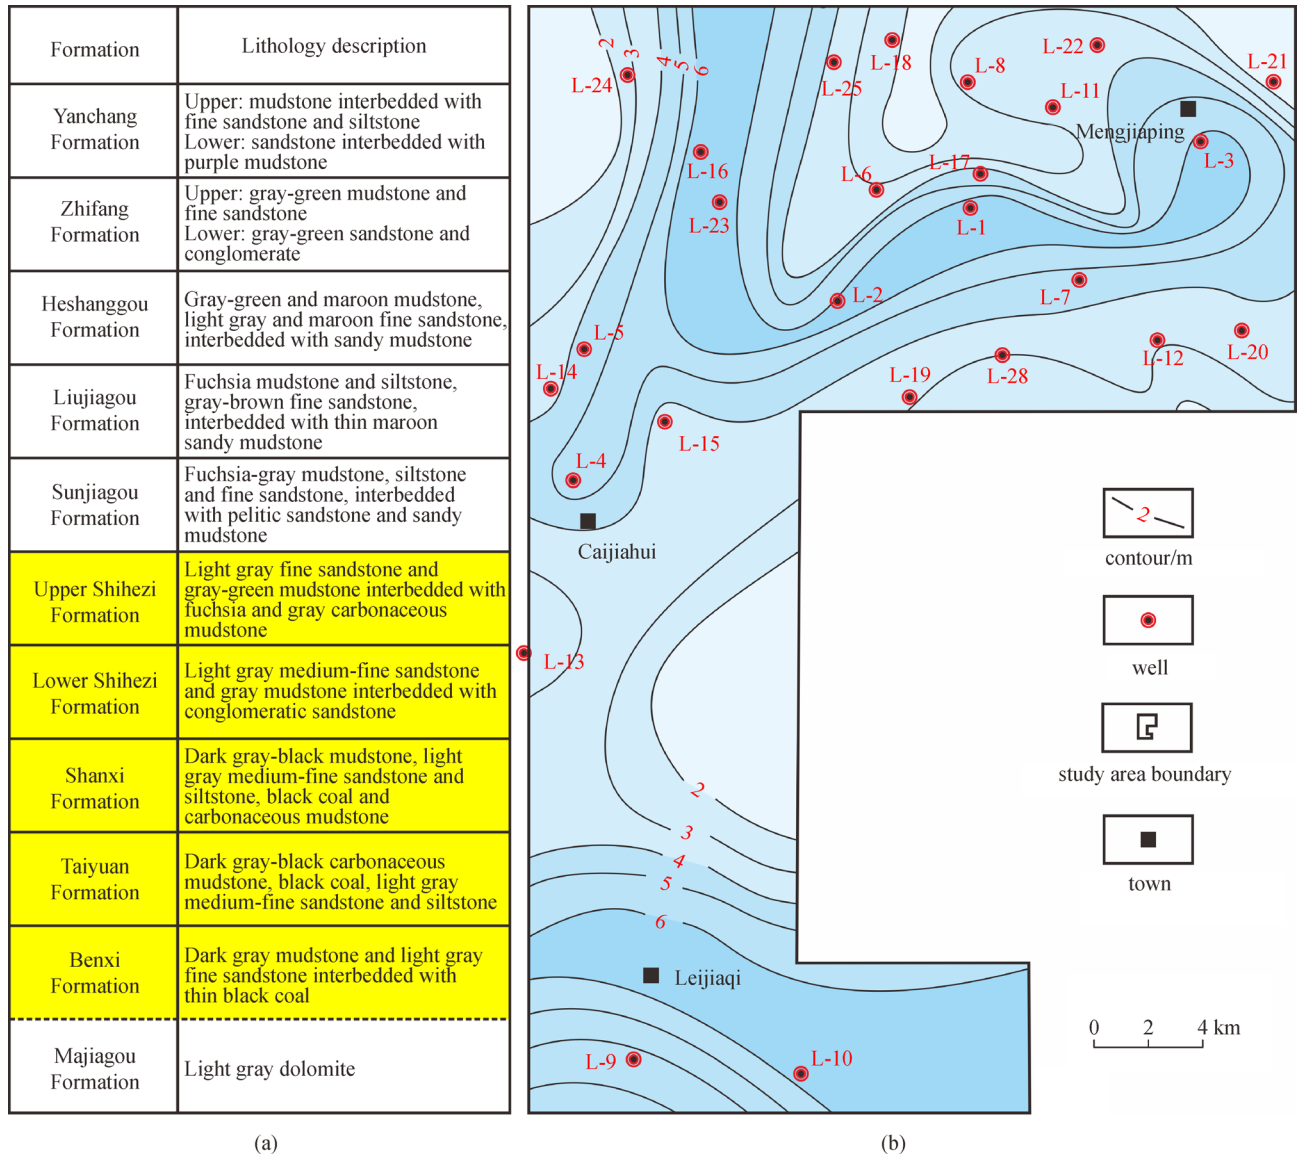 Formation
Lithology description
Yanchang
Formation
Upper: mudstone interbedded with
fine sandstone and siltstone
Lower: sandstone interbedded with
purple mudstone
Zhifang
Formation
Upper: gray-green mudstone and
fine sandstone
Lower: gray-green sandstone and
conglomerate
Heshanggou
Formation
Gray-green and maroon mudstone,
light gray and maroon fine sandstone,
interbedded with sandy mudstone
Liujiagou
Formation
Fuchsia mudstone and siltstone,
gray-brown fine sandstone,
interbedded with thin maroon
sandy mudstone
Sunjiagou
Formation
Fuchsia-gray mudstone, siltstone
and fine sandstone, interbedded
with pelitic sandstone and sandy
mudstone
Upper Shihezi
Formation
Light gray fine sandstone and
gray-green mudstone interbedded with
fuchsia and gray carbonaceous
mudstone
Lower Shihezi
Formation
Light gray medium-fine sandstone
and gray mudstone interbedded with
conglomeratic sandstone
Shanxi
Formation
Dark gray-black mudstone, light
gray medium-fine sandstone and
siltstone, black coal and
carbonaceous mudstone
Taiyuan
Formation
Dark gray-black carbonaceous
mudstone, black coal, light gray
medium-fine sandstone and siltstone
Benxi
Formation
Dark gray mudstone and light gray
fine sandstone interbedded with
thin black coal
Majiagou
Formation
Light gray dolomite
(a)
2
3
4
5
6
L-24
L-25
L-18
L-8
L-22
L-21
L-11
Mengjiaping
L-3
L-16
L-6
L-17
L-23
L-1
L-2
L-7
L-5
L-14
L-28
L-12
L-20
L-19
L-15
L-4
Caijiahui
L-13
2
3
4
5
6
Leijiaqi
L-9
L-10
2
contour/m
well
study area boundary
town
0 2 4 km
(b)